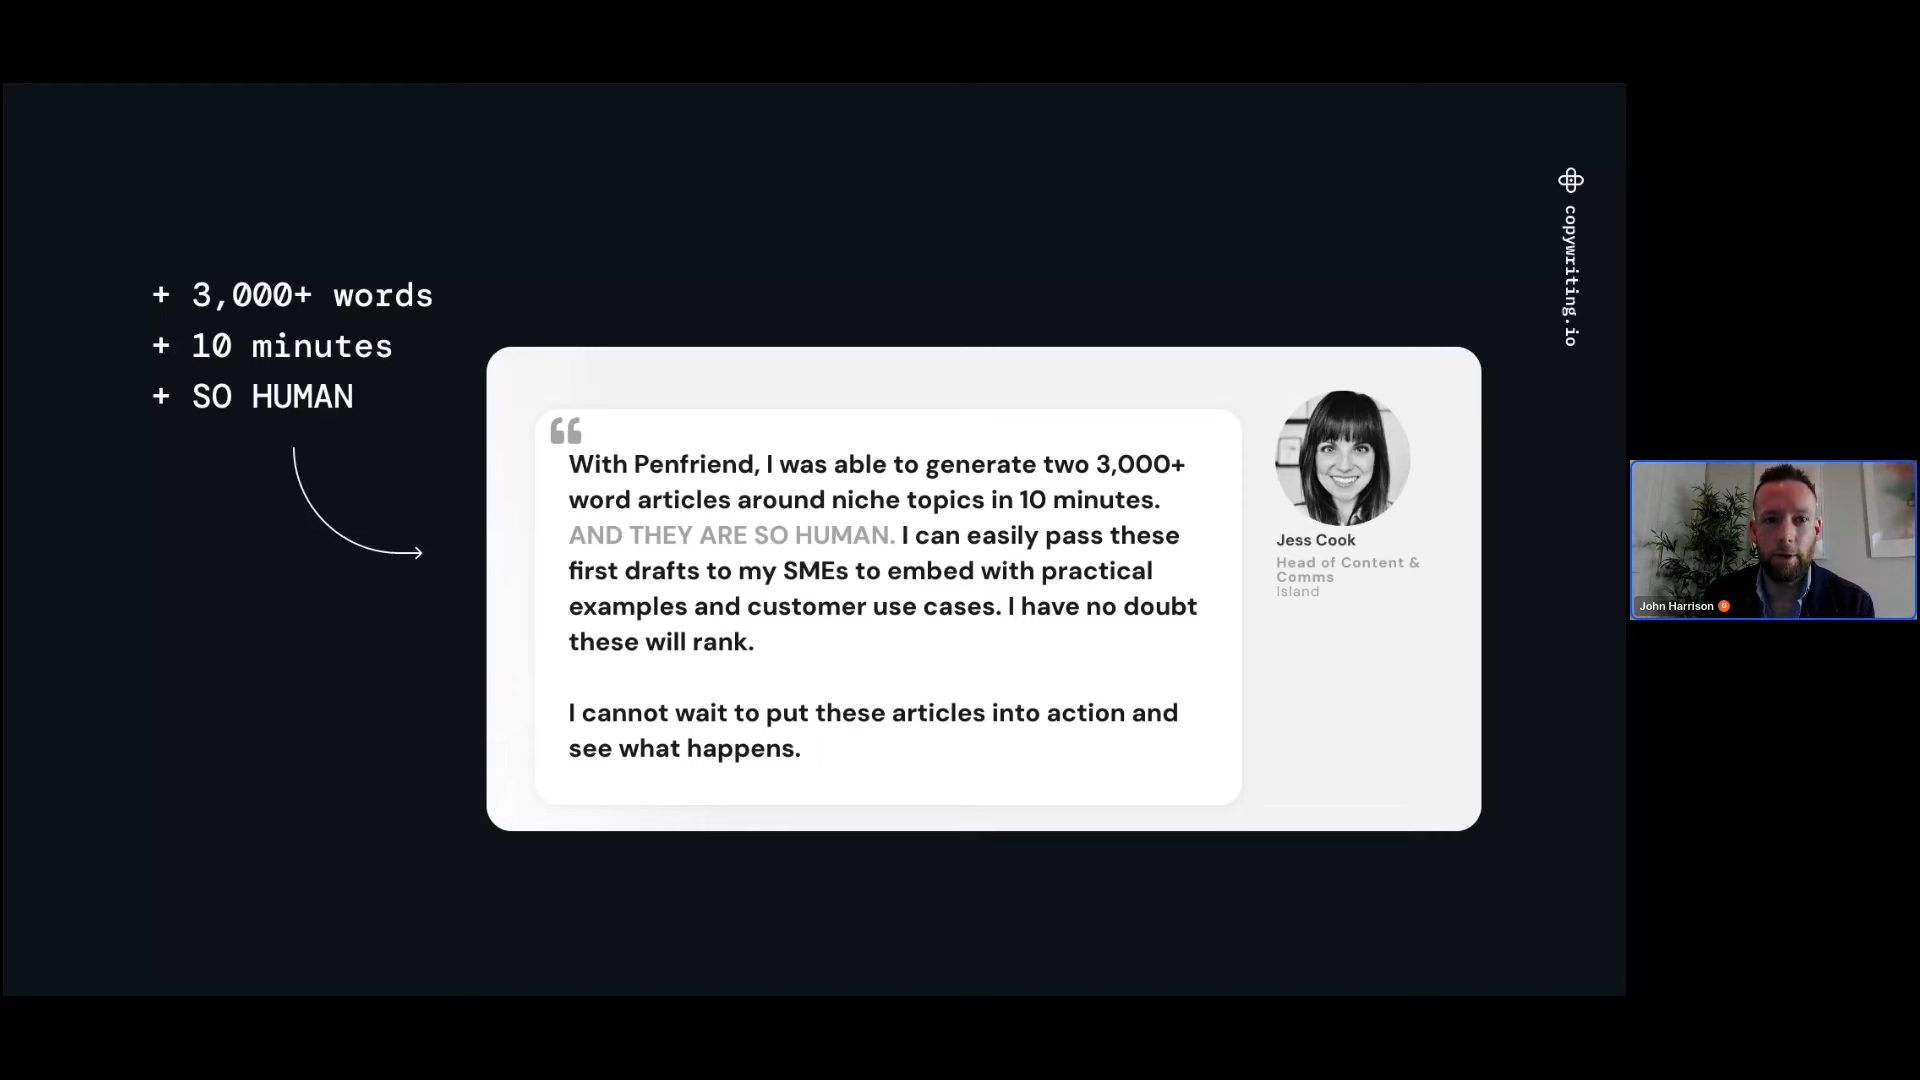 + 3,000+ words
+ 10 minutes
+ SO HUMAN
With Penfriend, I was able to generate two 3,000+
word articles around niche topics in 10 minutes.
AND THEY ARE SO HUMAN. I can easily pass these
first drafts to my SMEs to embed with practical
examples and customer use cases. I have no doubt
these will rank.
I cannot wait to put these articles into action and
see what happens.
Jess Cook
Head of Content &
Comms
Island
copywriting.io
John Harrison